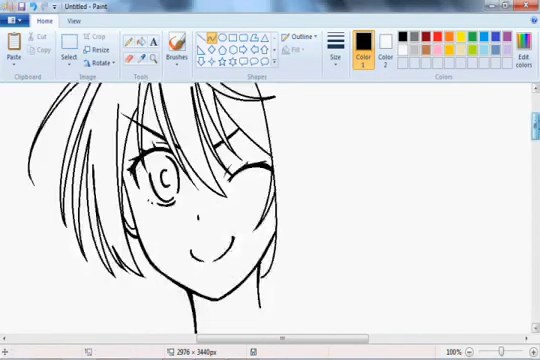 Untitled - Paint
Home View
Paste
Cut
Copy
Clipboard
Select
Crop
Resize
Rotate
Image
Tools
Brushes
Shapes
Outline
Fill
Size
Color 1
Color 2
Edit colors
Colors
2976 × 3440px
100%